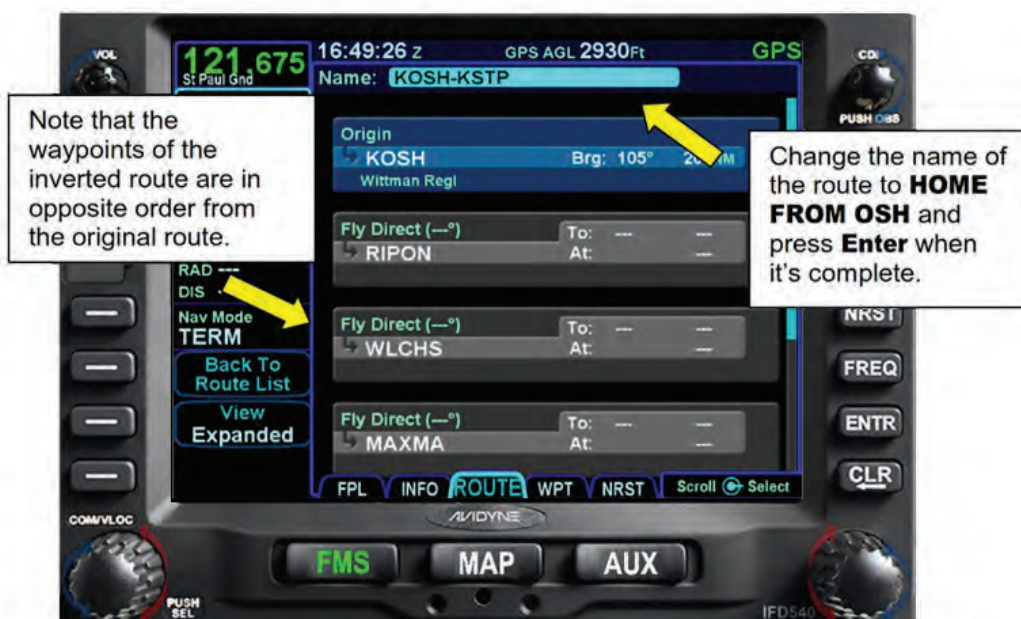 VOL
121.675
St Paul Gnd
16:49:26 Z
GPS AGL 2930Ft
GPS
CDI
PUSH OBS
Name: KOSH-KSTP
Note that the
waypoints of the
inverted route are in
opposite order from
the original route.
Origin
KOSH
Brg: 105°
Wittman Regl
Change the name of
the route to HOME
FROM OSH and
press Enter when
it's complete.
Fly Direct (---°)
RIPON
To: --- ---
At: ---
RAD ---
DIS
Nav Mode
TERM
Back To
Route List
View
Expanded
Fly Direct (---°)
WLCHS
To: --- ---
At: ---
Fly Direct (---°)
MAXMA
To: --- ---
At: ---
NRST
FREQ
ENTR
CLR
FPL INFO ROUTE WPT NRST Scroll Select
COM/VLOC
AVIDYNE
FMS MAP AUX
PUSH
SEL
IFD540